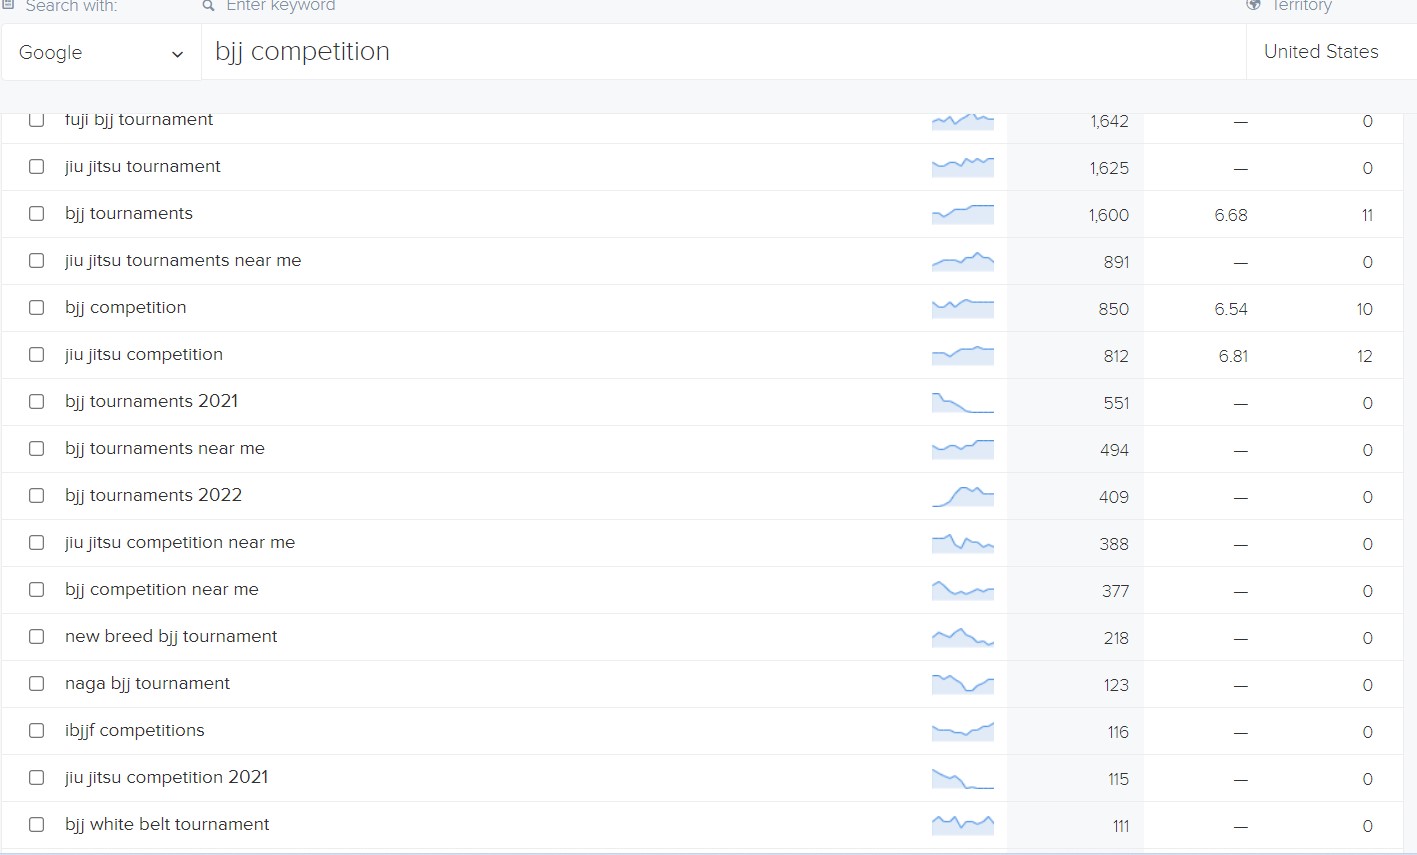 Search with: Enter keyword Territory
Google bjj competition United States
fuji bjj tournament 1,642 — 0
jiu jitsu tournament 1,625 — 0
bjj tournaments 1,600 6.68 11
jiu jitsu tournaments near me 891 — 0
bjj competition 850 6.54 10
jiu jitsu competition 812 6.81 12
bjj tournaments 2021 551 — 0
bjj tournaments near me 494 — 0
bjj tournaments 2022 409 — 0
jiu jitsu competition near me 388 — 0
bjj competition near me 377 — 0
new breed bjj tournament 218 — 0
naga bjj tournament 123 — 0
ibjjf competitions 116 — 0
jiu jitsu competition 2021 115 — 0
bjj white belt tournament 111 — 0